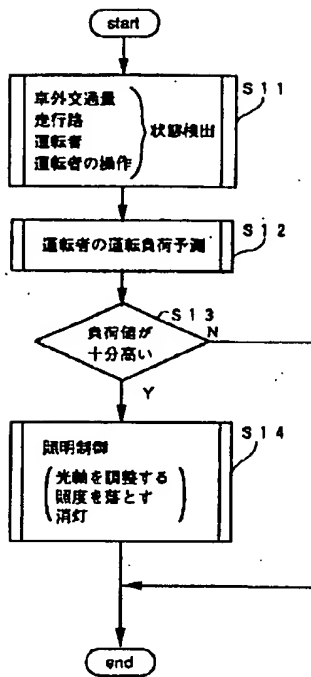 start
S11
車外交通量
走行路
運転者
運転者の操作
状態検出
S12
運転者の運転負荷予測
S13
負荷値が
十分高い
N
Y
S14
照明制御
光軸を調整する
照度を落とす
消灯
end